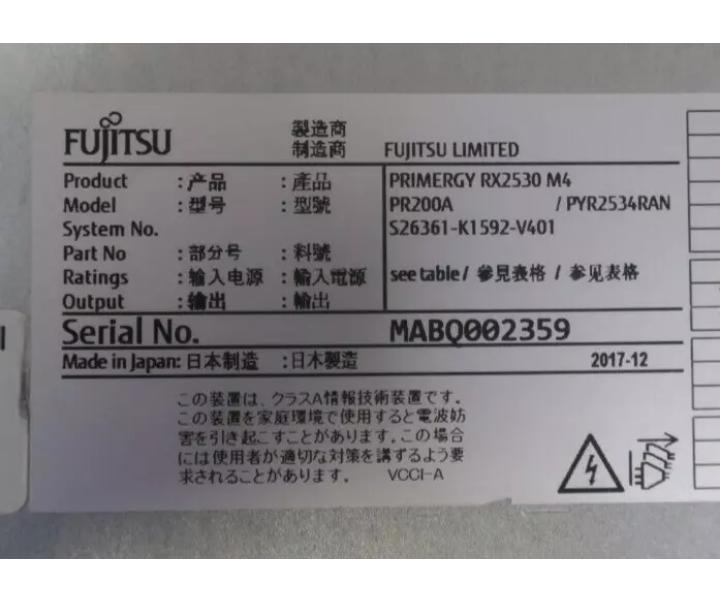 FUJITSU 製造商
制造商 FUJITSU LIMITED
Product :产品 :產品 PRIMERGY RX2530 M4
Model :型号 :型號 PR200A / PYR2534RAN
System No. S26361-K1592-V401
Part No :部分号 :料號
Ratings :输入电源 :輸入電源 see table / 參見表格 / 参见表格
Output :输出 :輸出
Serial No. MABQ002359
Made in Japan: 日本制造 :日本製造 2017-12
この装置は、クラスA情報技術装置です。
この装置を家庭環境で使用すると電波妨
害を引き起こすことがあります。この場合
には使用者が適切な対策を講ずるよう要
求されることがあります。 VCCI-A